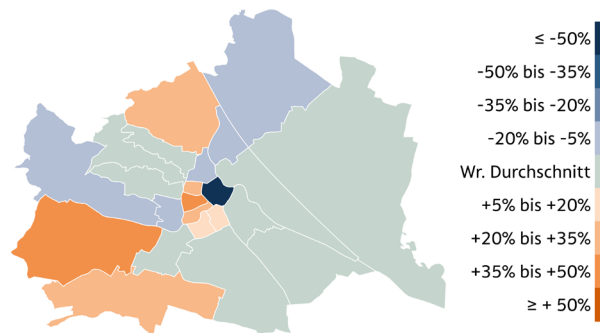 ≤ -50%
-50% bis -35%
-35% bis -20%
-20% bis -5%
Wr. Durchschnitt
+5% bis +20%
+20% bis +35%
+35% bis +50%
≥ + 50%